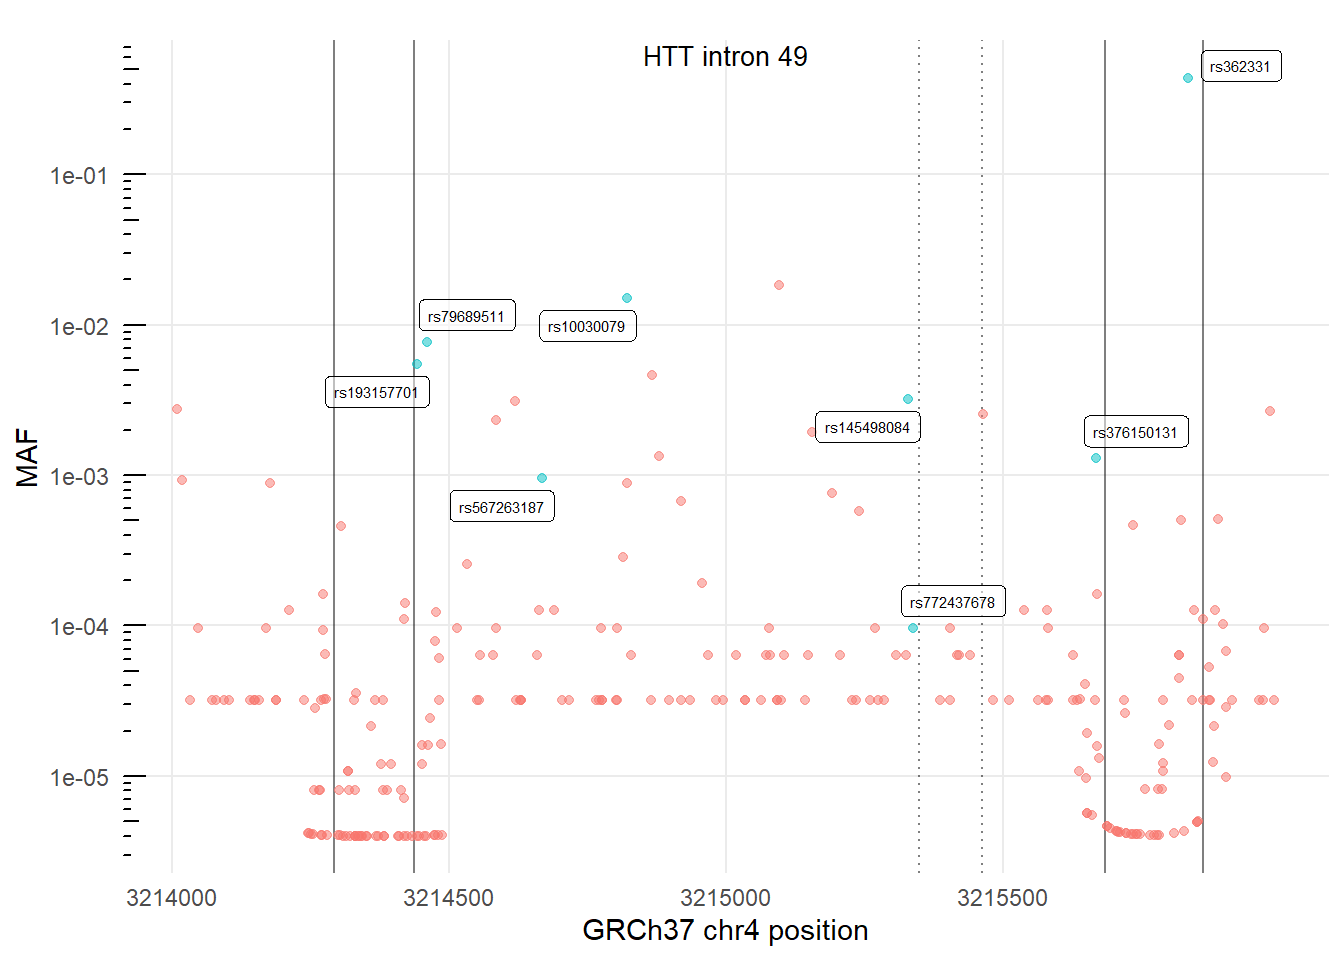 HTT intron 49
rs362331
1e-01
rs79689511
rs10030079
1e-02
rs193157701
rs145498084
rs376150131
MAF
1e-03
rs567263187
rs772437678
1e-04
1e-05
3214000
3214500
3215000
3215500
GRCh37 chr4 position